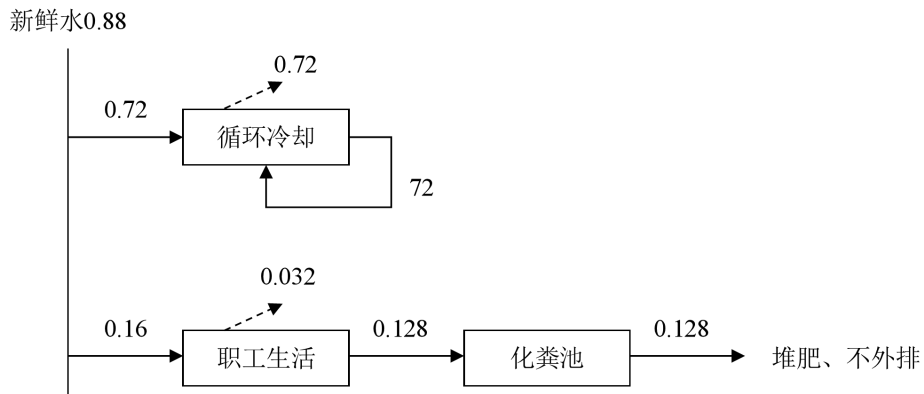 新鲜水0.88
0.72
0.72
循环冷却
72
0.032
0.16
职工生活
0.128
化粪池
0.128
堆肥、不外排